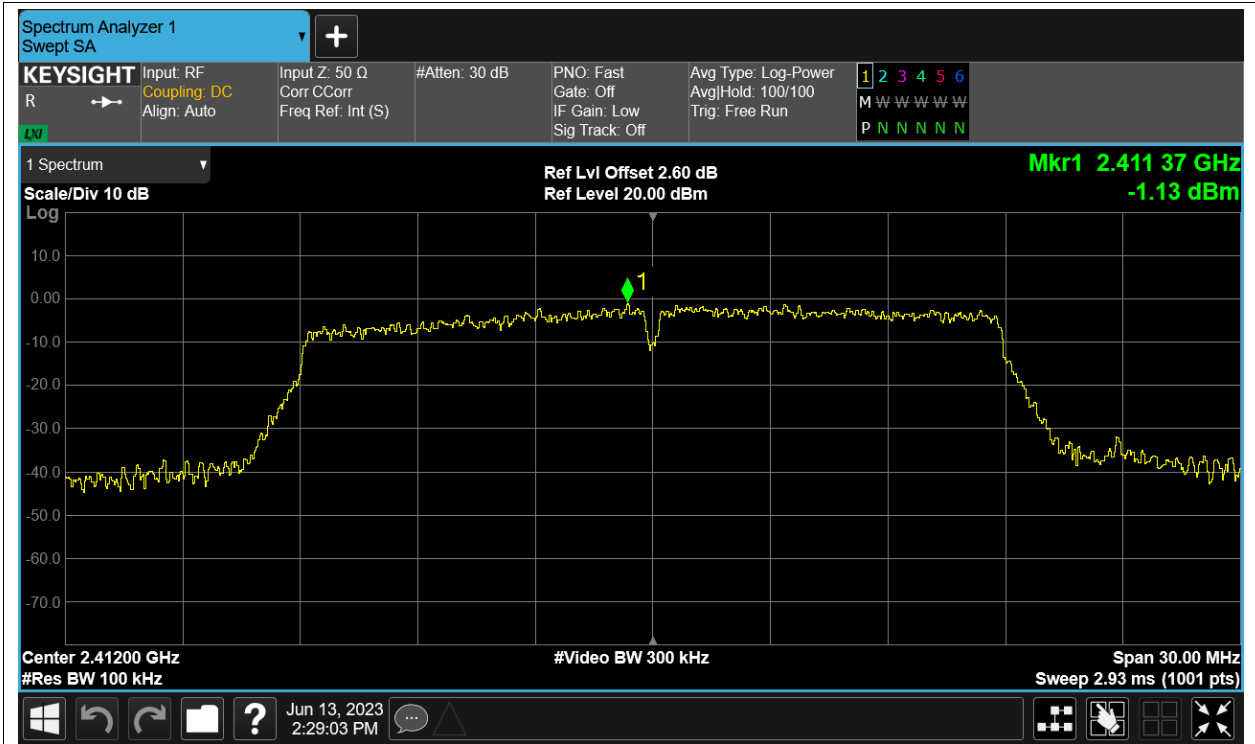 Spectrum Analyzer 1
Swept SA
KEYSIGHT
R
LXI
Input: RF
Coupling: DC
Align: Auto
Input Z: 50 Ω
Corr CCorr
Freq Ref: Int (S)
#Atten: 30 dB
PNO: Fast
Gate: Off
IF Gain: Low
Sig Track: Off
Avg Type: Log-Power
Avg|Hold: 100/100
Trig: Free Run
1 2 3 4 5 6
M W W W W W
P N N N N N
1 Spectrum
Scale/Div 10 dB
Log
Ref Lvl Offset 2.60 dB
Ref Level 20.00 dBm
Mkr1 2.411 37 GHz
-1.13 dBm
1
10.0
0.00
-10.0
-20.0
-30.0
-40.0
-50.0
-60.0
-70.0
Center 2.41200 GHz
#Res BW 100 kHz
#Video BW 300 kHz
Span 30.00 MHz
Sweep 2.93 ms (1001 pts)
?
Jun 13, 2023
2:29:03 PM